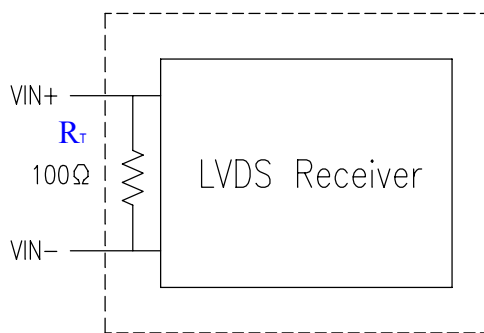 VIN+
RT
100Ω
LVDS Receiver
VIN-